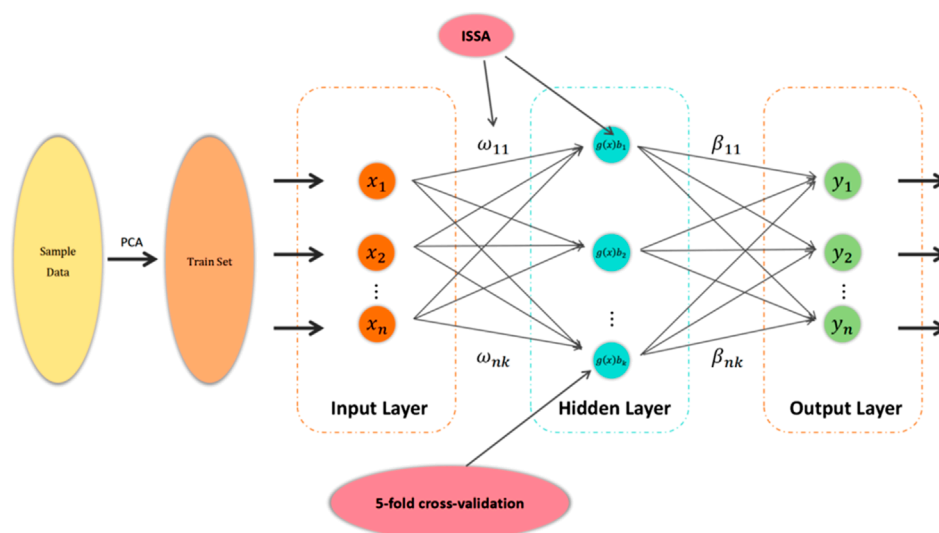 ISSA
ω11
g(x)b1
β11
x1
y1
Sample
Data
PCA
Train Set
x2
g(x)b2
y2
⋮
⋮
xn
⋮
yn
ωnk
g(x)bk
βnk
Input Layer
Hidden Layer
Output Layer
5-fold cross-validation